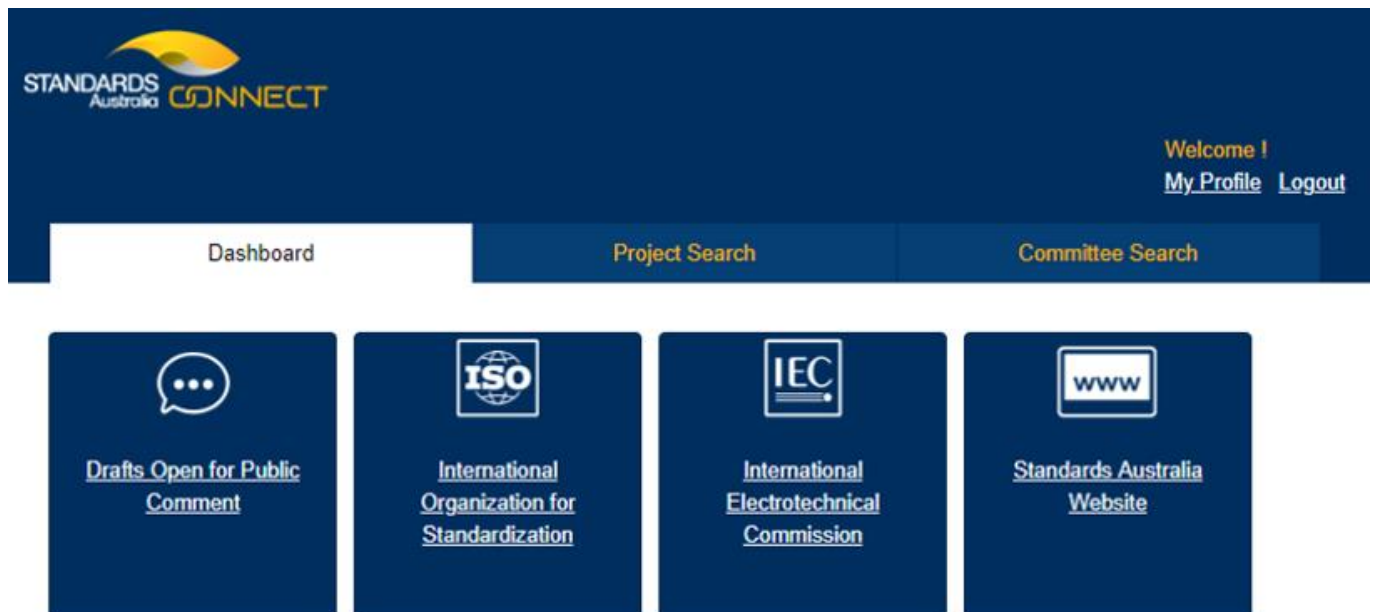 STANDARDS
Australia CONNECT
Welcome !
My Profile Logout
Dashboard Project Search Committee Search
ISO IEC www
Drafts Open for Public
Comment
International
Organization for
Standardization
International
Electrotechnical
Commission
Standards Australia
Website